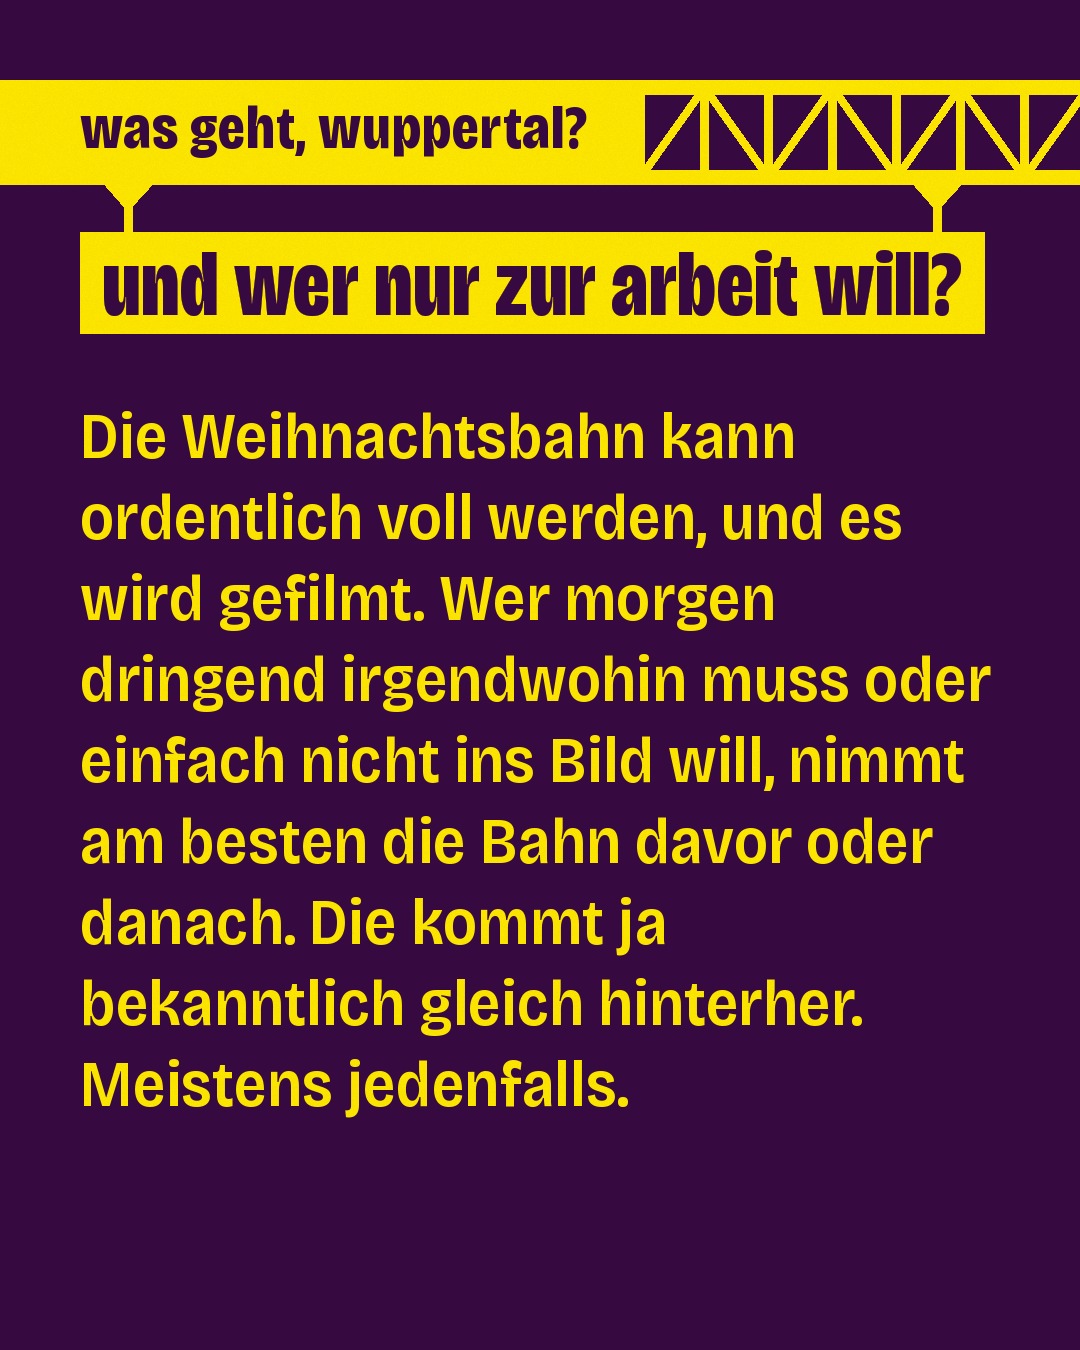 was geht, wuppertal?
und wer nur zur arbeit will?
Die Weihnachtsbahn kann
ordentlich voll werden, und es
wird gefilmt. Wer morgen
dringend irgendwohin muss oder
einfach nicht ins Bild will, nimmt
am besten die Bahn davor oder
danach. Die kommt ja
bekanntlich gleich hinterher.
Meistens jedenfalls.